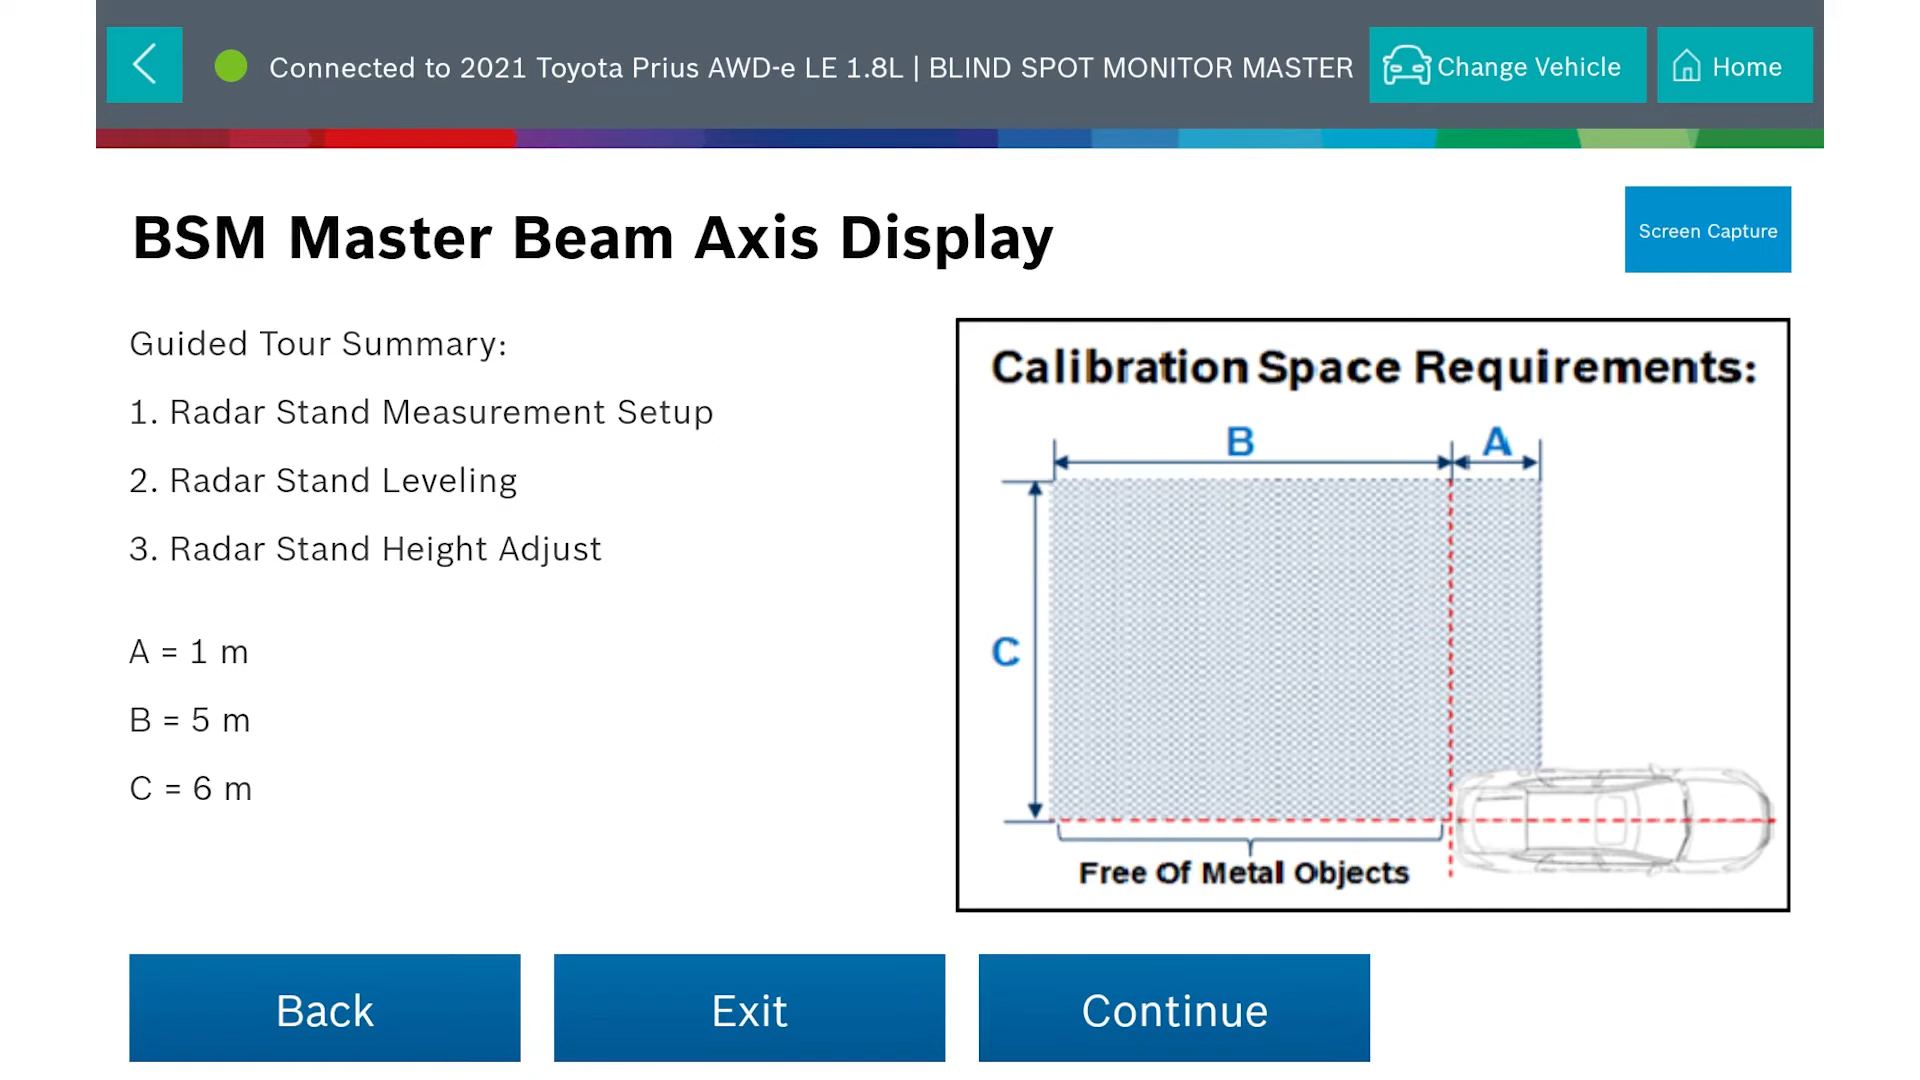 Connected to 2021 Toyota Prius AWD-e LE 1.8L | BLIND SPOT MONITOR MASTER
Change Vehicle
Home
BSM Master Beam Axis Display
Screen Capture
Guided Tour Summary:
1. Radar Stand Measurement Setup
2. Radar Stand Leveling
3. Radar Stand Height Adjust
A = 1 m
B = 5 m
C = 6 m
Calibration Space Requirements:
B
A
C
Free Of Metal Objects
Back
Exit
Continue